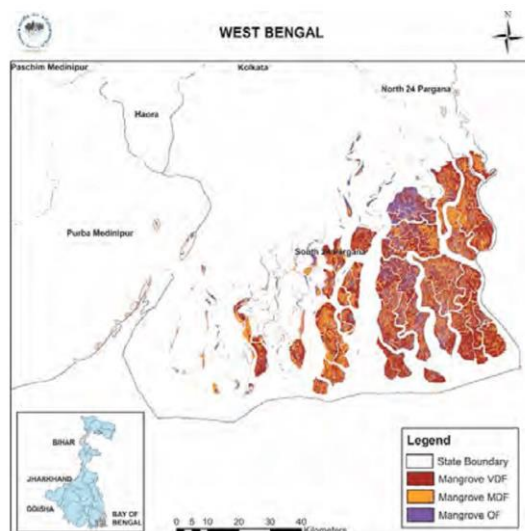 WEST BENGAL
N
Paschim Medinipur
Kolkata
North 24 Pargana
Haora
Purba Medinipur
South 24 Pargana
Legend
State Boundary
Mangrove VDF
Mangrove MDF
Mangrove OF
BIHAR
JHARKHAND
ODISHA
BAY OF
BENGAL
0 5 10 20 30 40
Kilometers